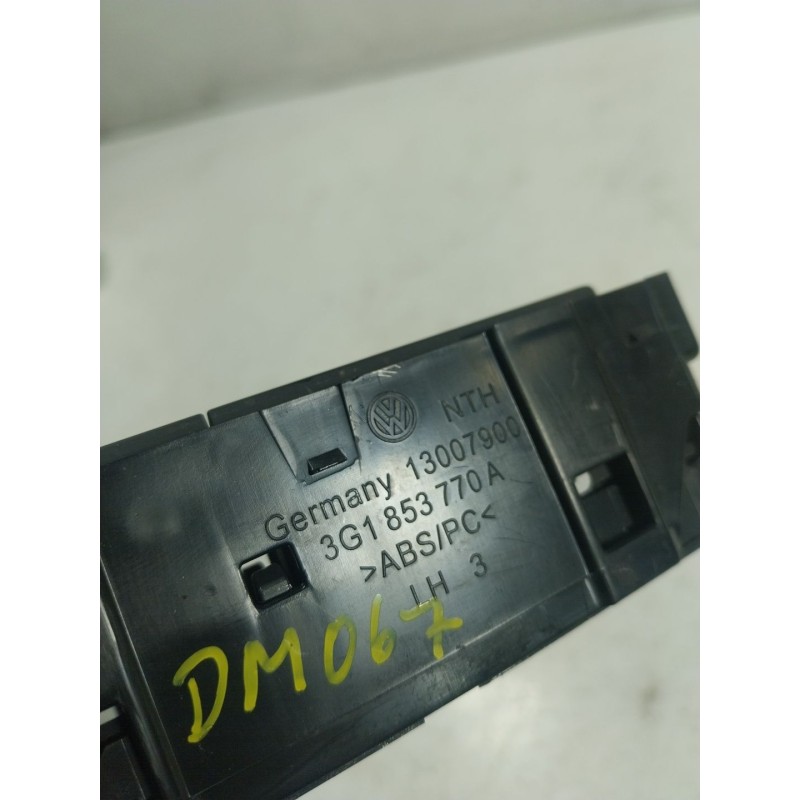 NTH
Germany 13007900
3G1 853 770 A
>ABS/PC<
LH 3
DM067